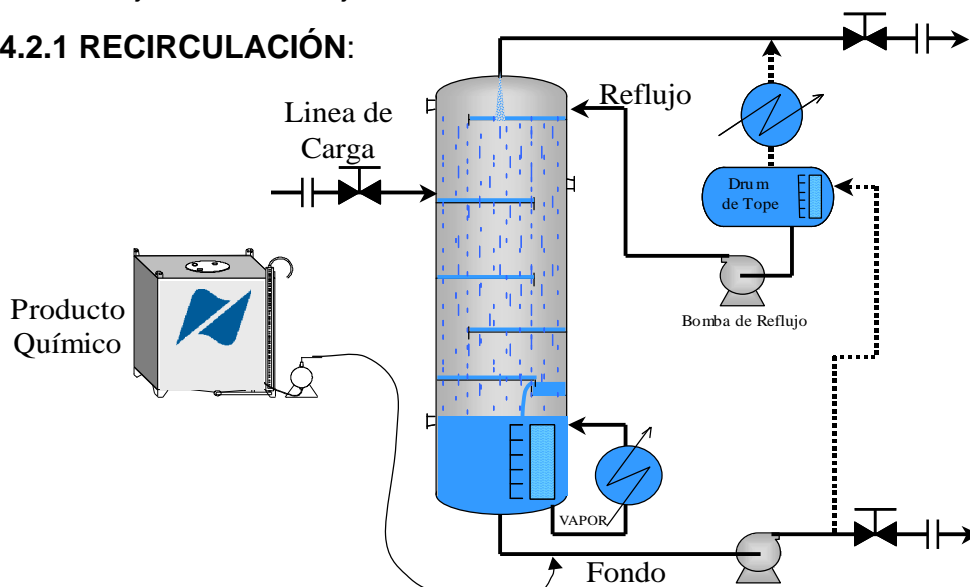 4.2.1 RECIRCULACIÓN:
Linea de
Carga
Reflujo
Drum
de Tope
Bomba de Reflujo
Producto
Químico
VAPOR
Fondo